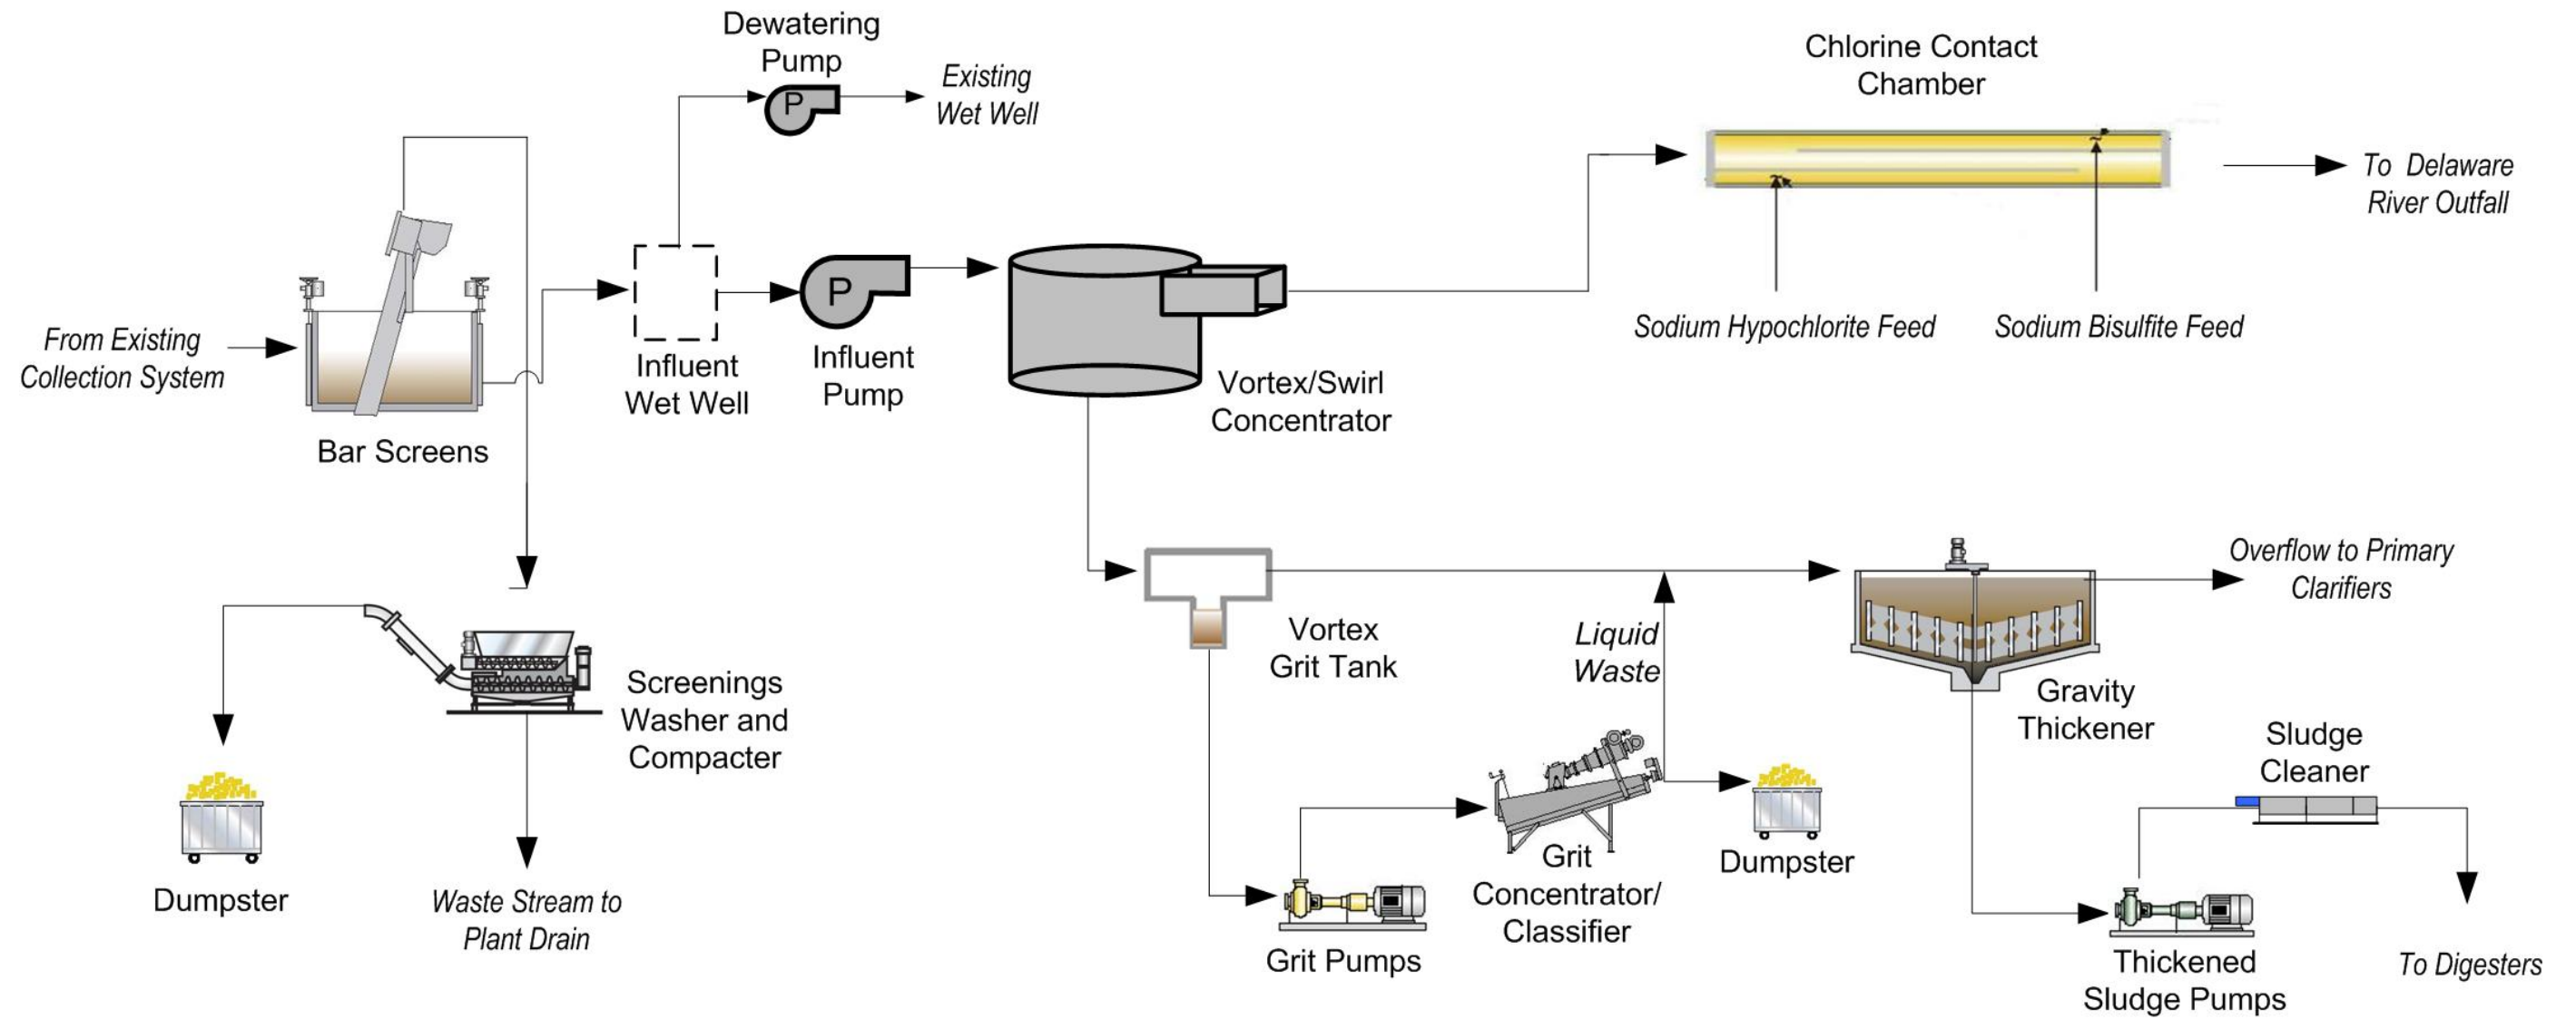 Dewatering
Pump
P
Existing
Wet Well
Chlorine Contact
Chamber
To Delaware
River Outfall
From Existing
Collection System
Bar Screens
Influent
Wet Well
P
Influent
Pump
Vortex/Swirl
Concentrator
Sodium Hypochlorite Feed
Sodium Bisulfite Feed
Screenings
Washer and
Compacter
Dumpster
Waste Stream to
Plant Drain
Vortex
Grit Tank
Liquid
Waste
Overflow to Primary
Clarifiers
Gravity
Thickener
Sludge
Cleaner
Grit Pumps
Grit
Concentrator/
Classifier
Dumpster
Thickened
Sludge Pumps
To Digesters